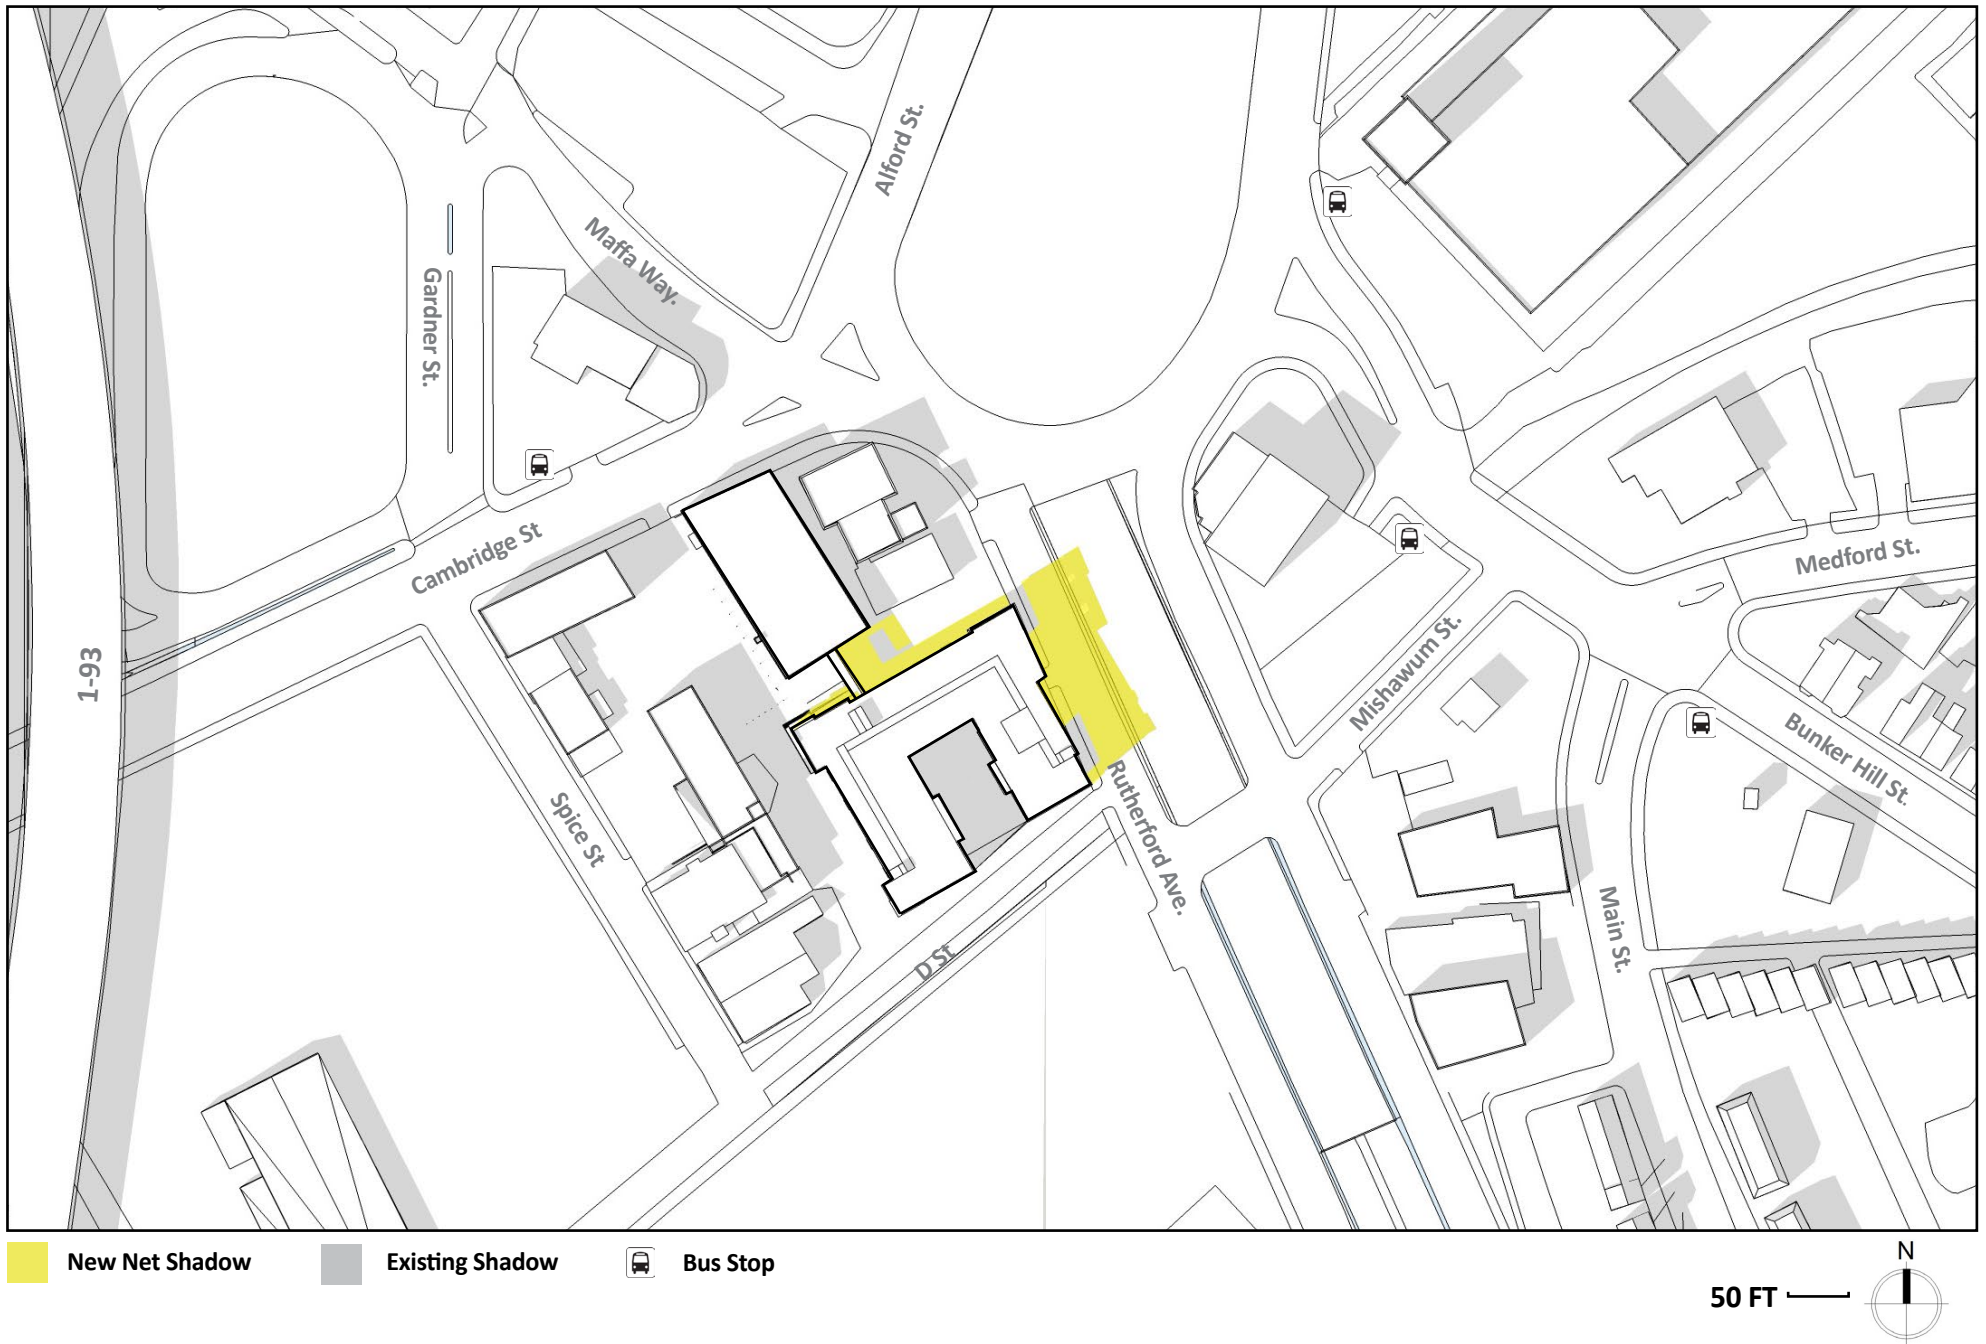 Alford St.
Maffa Way.
Gardner St.
Cambridge St
Medford St.
Mishawum St.
1-93
Bunker Hill St.
Rutherford Ave.
Spice St
Main St.
D St
New Net Shadow
Existing Shadow
Bus Stop
N
50 FT